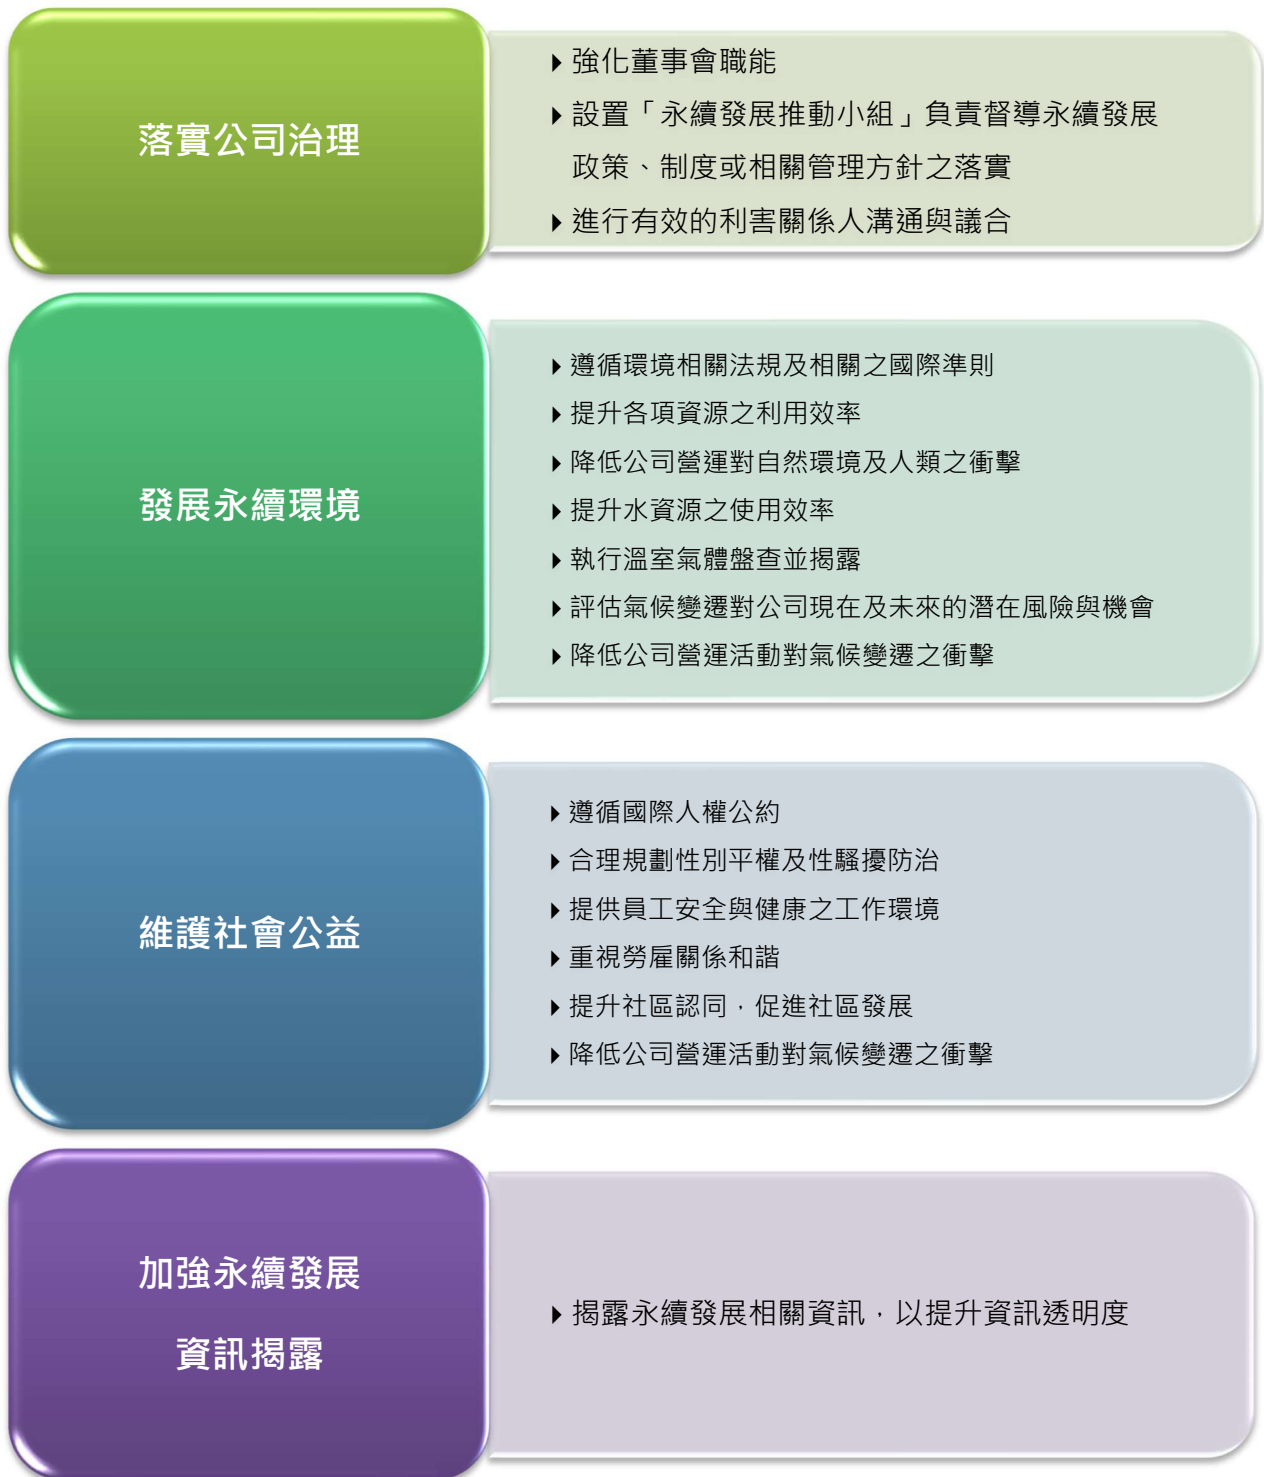 落實公司治理
▶強化董事會職能
▶設置「永續發展推動小組」負責督導永續發展
政策、制度或相關管理方針之落實
▶進行有效的利害關係人溝通與議合
發展永續環境
▶遵循環境相關法規及相關之國際準則
▶提升各項資源之利用效率
▶降低公司營運對自然環境及人類之衝擊
▶提升水資源之使用效率
▶執行溫室氣體盤查並揭露
▶評估氣候變遷對公司現在及未來的潛在風險與機會
▶降低公司營運活動對氣候變遷之衝擊
維護社會公益
▶遵循國際人權公約
▶合理規劃性別平權及性騷擾防治
▶提供員工安全與健康之工作環境
▶重視勞雇關係和諧
▶提升社區認同，促進社區發展
▶降低公司營運活動對氣候變遷之衝擊
加強永續發展
資訊揭露
▶揭露永續發展相關資訊，以提升資訊透明度